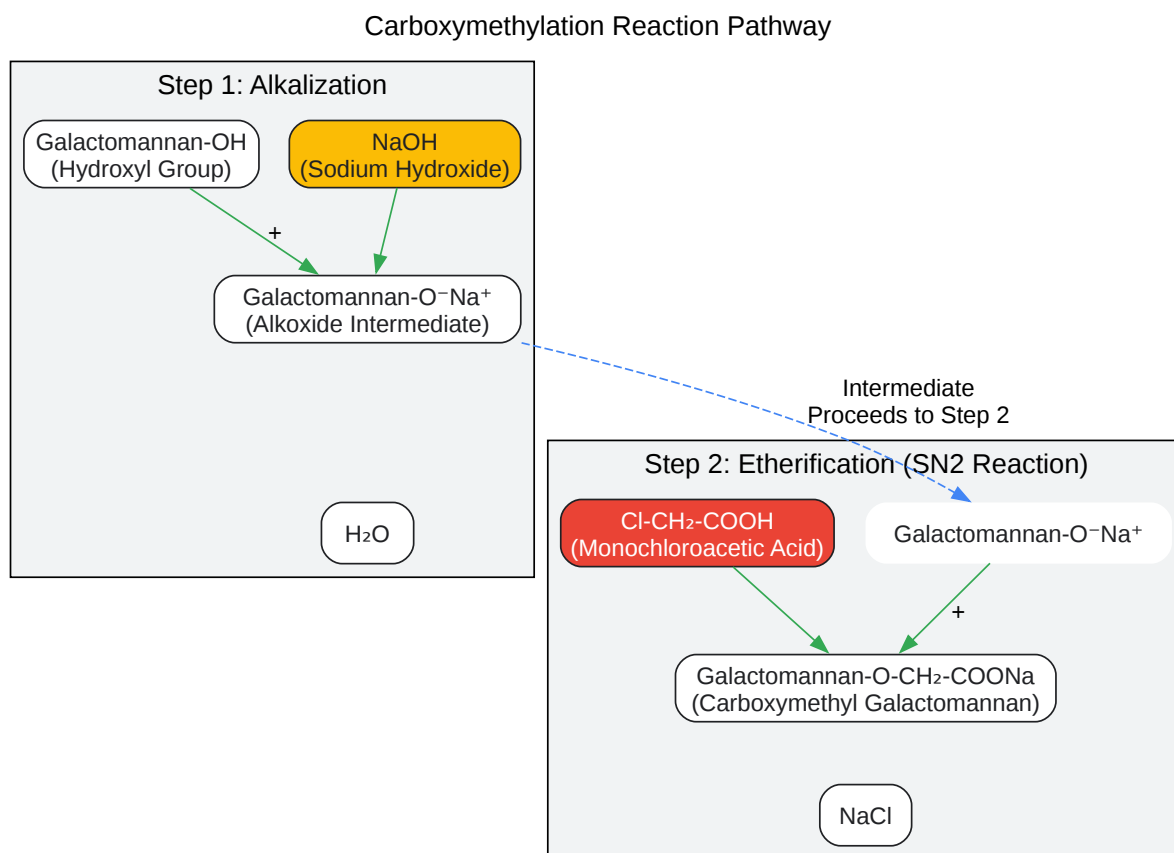 Carboxymethylation Reaction Pathway
Step 1: Alkalization
Galactomannan-OH
(Hydroxyl Group)
NaOH
(Sodium Hydroxide)
+
Galactomannan-O⁻Na⁺
(Alkoxide Intermediate)
H₂O
Intermediate
Proceeds to Step 2
Step 2: Etherification (SN2 Reaction)
Cl-CH₂-COOH
(Monochloroacetic Acid)
Galactomannan-O⁻Na⁺
+
Galactomannan-O-CH₂-COONa
(Carboxymethyl Galactomannan)
NaCl